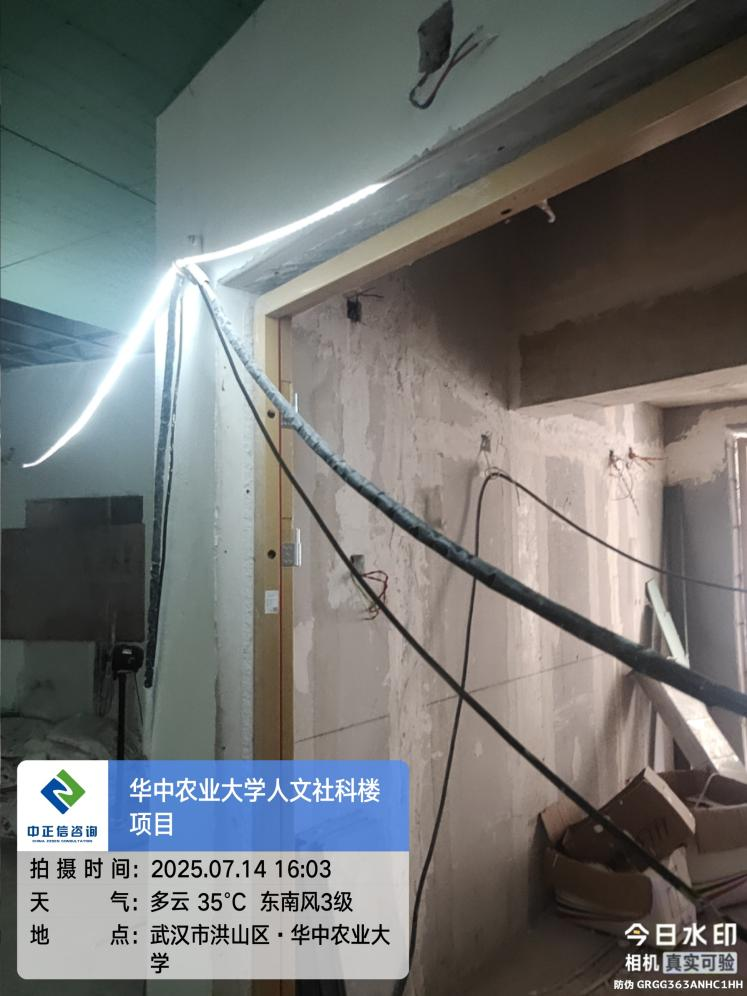 华中农业大学人文社科楼
项目
中正信咨询
CHINA ZOSEN CONSULTATION
拍摄时间: 2025.07.14 16:03
天气: 多云 35°C 东南风3级
地点: 武汉市洪山区·华中农业大
学
今日水印
相机 真实可验
防伪 GRGG363ANHC1HH